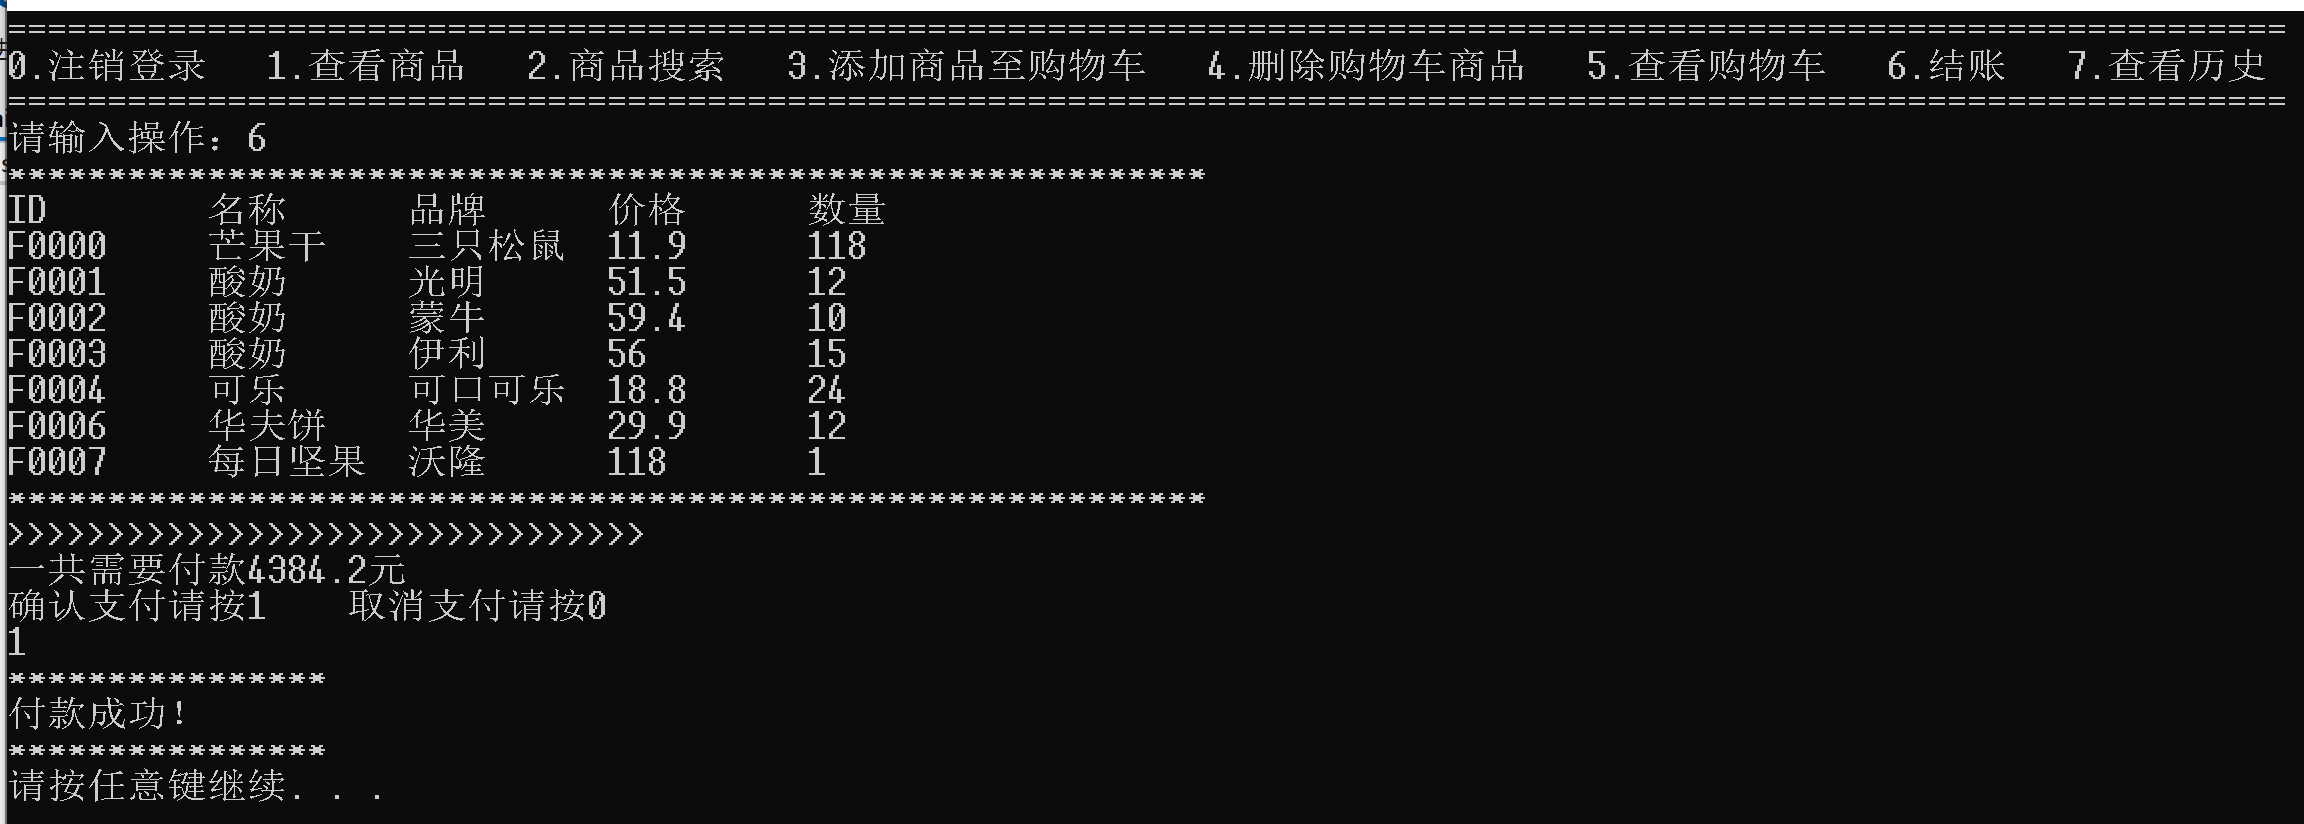 ==================================================================================================================
0.注销登录   1.查看商品   2.商品搜索   3.添加商品至购物车   4.删除购物车商品   5.查看购物车   6.结账   7.查看历史
==================================================================================================================
请输入操作：6
************************************************************
ID        名称      品牌      价格      数量
F0000     芒果干    三只松鼠  11.9      118
F0001     酸奶      光明      51.5      12
F0002     酸奶      蒙牛      59.4      10
F0003     酸奶      伊利      56        15
F0004     可乐      可口可乐  18.8      24
F0006     华夫饼    华美      29.9      12
F0007     每日坚果  沃隆      118       1
************************************************************
>>>>>>>>>>>>>>>>>>>>>>>>>>>>>>>>
一共需要付款4384.2元
确认支付请按1    取消支付请按0
1
****************
付款成功!
****************
请按任意键继续. . .